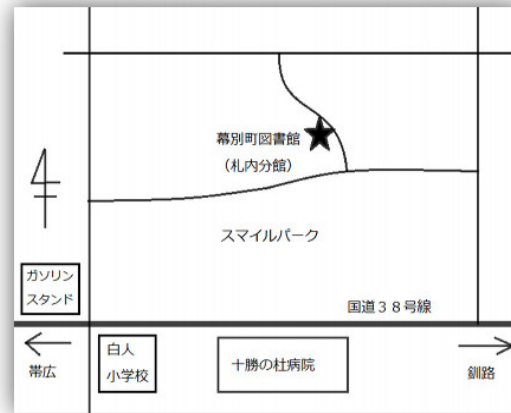 幕別町図書館
（札内分館）
スマイルパーク
ガソリン
スタンド
国道３８号線
帯広
白人
小学校
十勝の杜病院
釧路